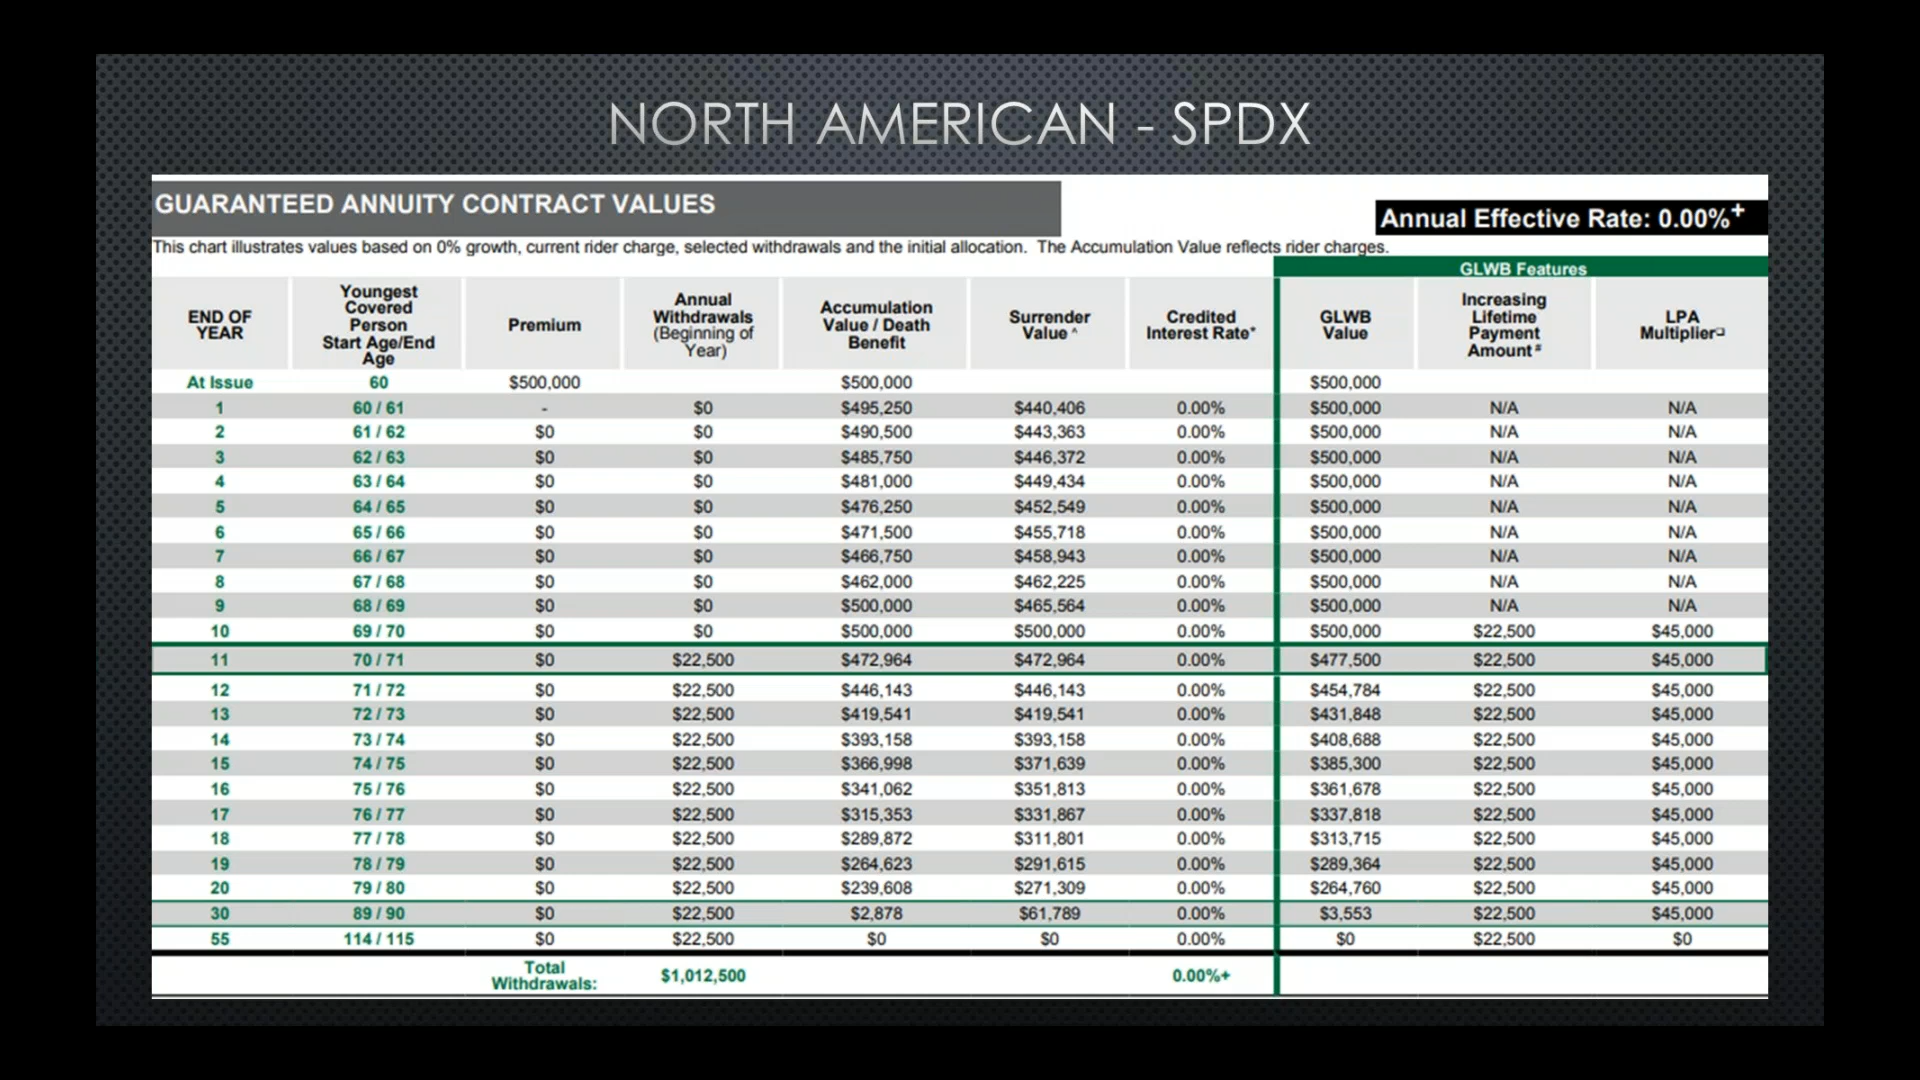 NORTH AMERICAN - SPDX
GUARANTEED ANNUITY CONTRACT VALUES
Annual Effective Rate: 0.00%+
This chart illustrates values based on 0% growth, current rider charge, selected withdrawals and the initial allocation. The Accumulation Value reflects rider charges.
GLWB Features
END OF YEAR Youngest Covered Person Start Age/End Age Premium Annual Withdrawals (Beginning of Year) Accumulation Value / Death Benefit Surrender Value ^ Credited Interest Rate* GLWB Value Increasing Lifetime Payment Amount # LPA Multiplier❑
At Issue 60 $500,000 $500,000 $500,000
1 60 / 61 - $0 $495,250 $440,406 0.00% $500,000 N/A N/A
2 61 / 62 $0 $0 $490,500 $443,363 0.00% $500,000 N/A N/A
3 62 / 63 $0 $0 $485,750 $446,372 0.00% $500,000 N/A N/A
4 63 / 64 $0 $0 $481,000 $449,434 0.00% $500,000 N/A N/A
5 64 / 65 $0 $0 $476,250 $452,549 0.00% $500,000 N/A N/A
6 65 / 66 $0 $0 $471,500 $455,718 0.00% $500,000 N/A N/A
7 66 / 67 $0 $0 $466,750 $458,943 0.00% $500,000 N/A N/A
8 67 / 68 $0 $0 $462,000 $462,225 0.00% $500,000 N/A N/A
9 68 / 69 $0 $0 $500,000 $465,564 0.00% $500,000 N/A N/A
10 69 / 70 $0 $0 $500,000 $500,000 0.00% $500,000 $22,500 $45,000
11 70 / 71 $0 $22,500 $472,964 $472,964 0.00% $477,500 $22,500 $45,000
12 71 / 72 $0 $22,500 $446,143 $446,143 0.00% $454,784 $22,500 $45,000
13 72 / 73 $0 $22,500 $419,541 $419,541 0.00% $431,848 $22,500 $45,000
14 73 / 74 $0 $22,500 $393,158 $393,158 0.00% $408,688 $22,500 $45,000
15 74 / 75 $0 $22,500 $366,998 $371,639 0.00% $385,300 $22,500 $45,000
16 75 / 76 $0 $22,500 $341,062 $351,813 0.00% $361,678 $22,500 $45,000
17 76 / 77 $0 $22,500 $315,353 $331,867 0.00% $337,818 $22,500 $45,000
18 77 / 78 $0 $22,500 $289,872 $311,801 0.00% $313,715 $22,500 $45,000
19 78 / 79 $0 $22,500 $264,623 $291,615 0.00% $289,364 $22,500 $45,000
20 79 / 80 $0 $22,500 $239,608 $271,309 0.00% $264,760 $22,500 $45,000
30 89 / 90 $0 $22,500 $2,878 $61,789 0.00% $3,553 $22,500 $45,000
55 114 / 115 $0 $22,500 $0 $0 0.00% $0 $22,500 $0
Total Withdrawals: $1,012,500 0.00%+